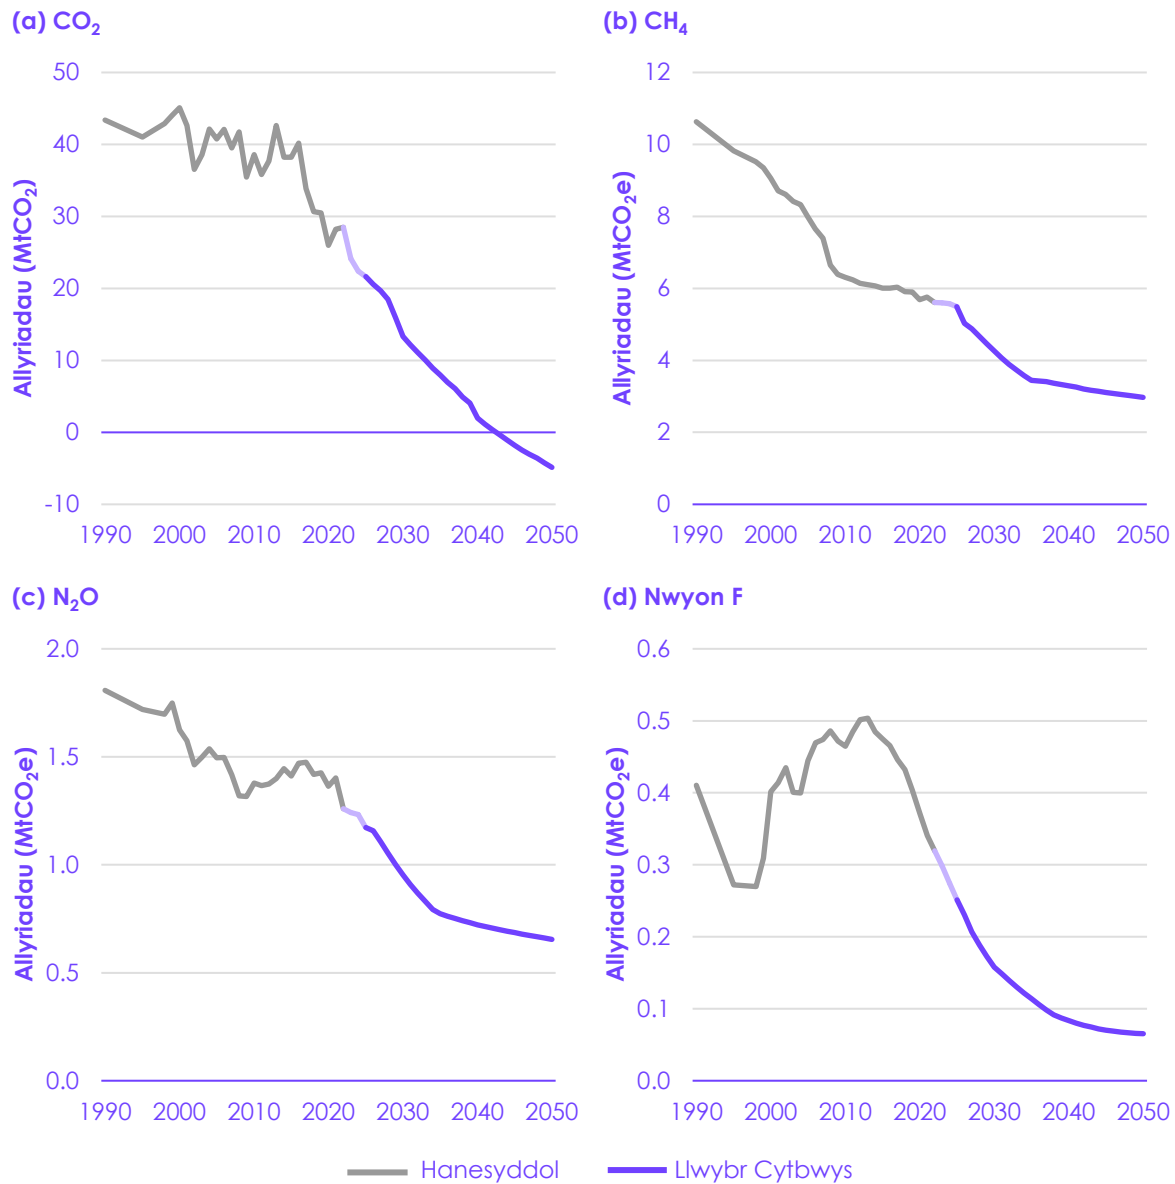 (a) CO₂
Allyriadau (MtCO₂)
50
40
30
20
10
0
-10
1990 2000 2010 2020 2030 2040 2050
(b) CH₄
Allyriadau (MtCO₂e)
12
10
8
6
4
2
0
1990 2000 2010 2020 2030 2040 2050
(c) N₂O
Allyriadau (MtCO₂e)
2.0
1.5
1.0
0.5
0.0
1990 2000 2010 2020 2030 2040 2050
(d) Nwyon F
Allyriadau (MtCO₂e)
0.6
0.5
0.4
0.3
0.2
0.1
0.0
1990 2000 2010 2020 2030 2040 2050
Hanesyddol Llwybr Cytbwys